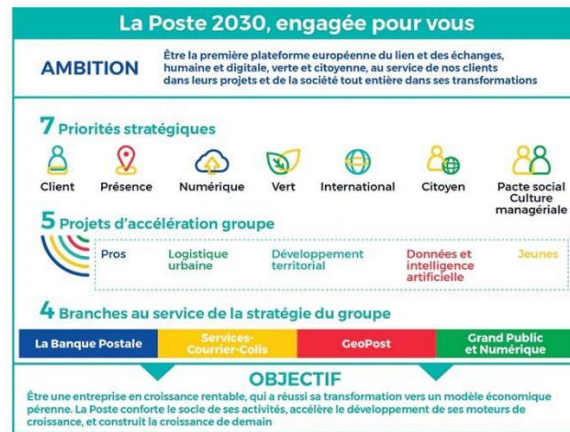 La Poste 2030, engagée pour vous
AMBITION
Être la première plateforme européenne du lien et des échanges,
humaine et digitale, verte et citoyenne, au service de nos clients
dans leurs projets et de la société tout entière dans ses transformations
7 Priorités stratégiques
Client Présence Numérique Vert International Citoyen Pacte social
Culture
managériale
5 Projets d'accélération groupe
Pros Logistique Développement Données et Jeunes
urbaine territorial intelligence
artificielle
4 Branches au service de la stratégie du groupe
La Banque Postale Services- GeoPost Grand Public
Courrier-Colis et Numérique
OBJECTIF
Être une entreprise en croissance rentable, qui a réussi sa transformation vers un modèle économique
pérenne. La Poste conforte le socle de ses activités, accélère le développement de ses moteurs de
croissance, et construit la croissance de demain